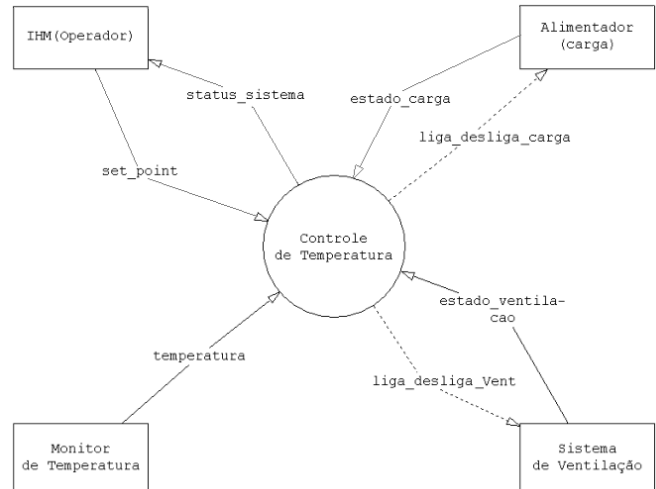 IHM(Operador)
Alimentador
(carga)
status_sistema
estado_carga
liga_desliga_carga
set_point
Controle
de Temperatura
estado_ventila-
cao
temperatura
liga_desliga_Vent
Monitor
de Temperatura
Sistema
de Ventilação